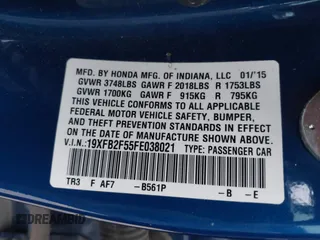 MFD. BY HONDA MFG. OF INDIANA, LLC 01/'15
GVWR 3748LBS GAWR F 2018LBS R 1753LBS
GVWR 1700KG GAWR F 915KG R 795KG
THIS VEHICLE CONFORMS TO ALL APPLICABLE
FEDERAL MOTOR VEHICLE SAFETY, BUMPER,
AND THEFT PREVENTION STANDARDS IN EFFECT
ON THE DATE OF MANUFACTURE SHOWN ABOVE.
V.I.N.:19XFB2F55FE038021 TYPE: PASSENGER CAR
TR3 F AF7 -B561P -B -E
DREAMBID